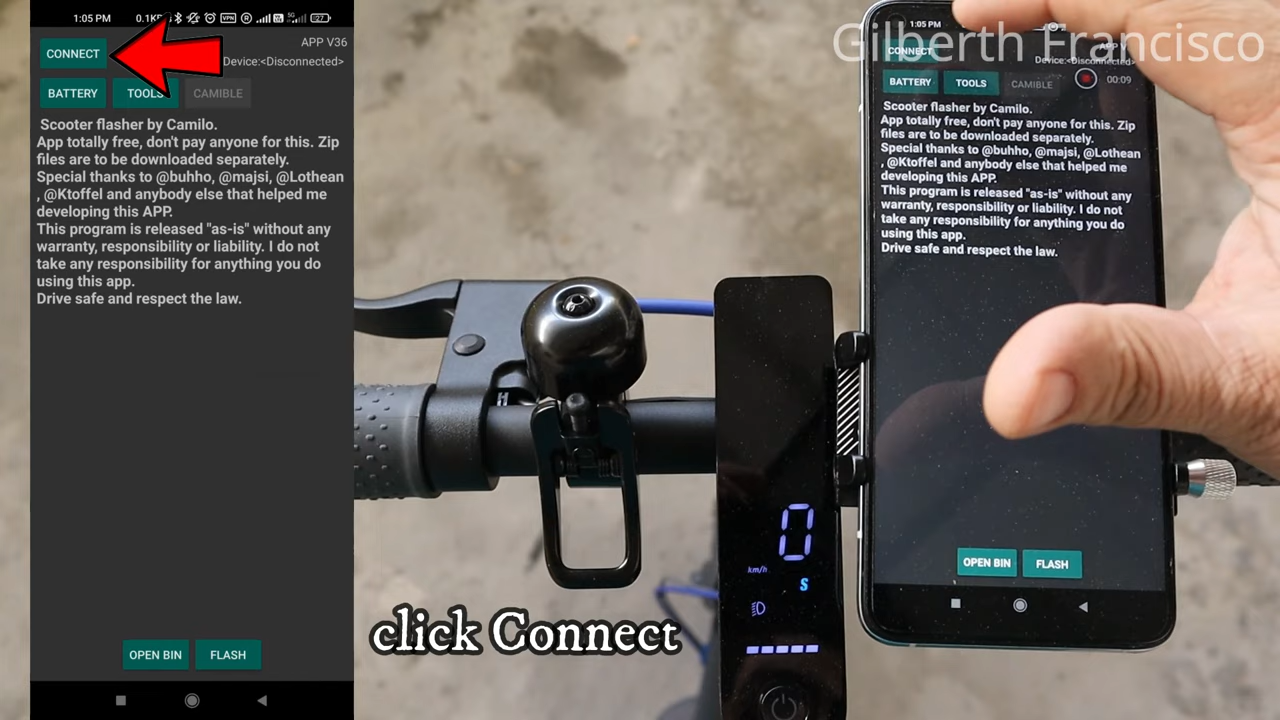 1:05 PM
0.1K
VPN
R
5G
27
CONNECT
APP V36
Device:<Disconnected>
BATTERY
TOOLS
CAMIBLE
Scooter flasher by Camilo.
App totally free, don't pay anyone for this. Zip
files are to be downloaded separately.
Special thanks to @buhho, @majsi, @Lothean
, @Ktoffel and anybody else that helped me
developing this APP.
This program is released "as-is" without any
warranty, responsibility or liability. I do not
take any responsibility for anything you do
using this app.
Drive safe and respect the law.
OPEN BIN
FLASH
click Connect
0
km/h
S
Gilberth Francisco
1:05 PM
CONNECT
Device:<Disconnected>
BATTERY
TOOLS
CAMIBLE
00:09
Scooter flasher by Camilo.
App totally free, don't pay anyone for this. Zip
files are to be downloaded separately.
Special thanks to @buhho, @majsi, @Lothean
, @Ktoffel and anybody else that helped me
developing this APP.
This program is released "as-is" without any
warranty, responsibility or liability. I do not
take any responsibility for anything you do
using this app.
Drive safe and respect the law.
OPEN BIN
FLASH